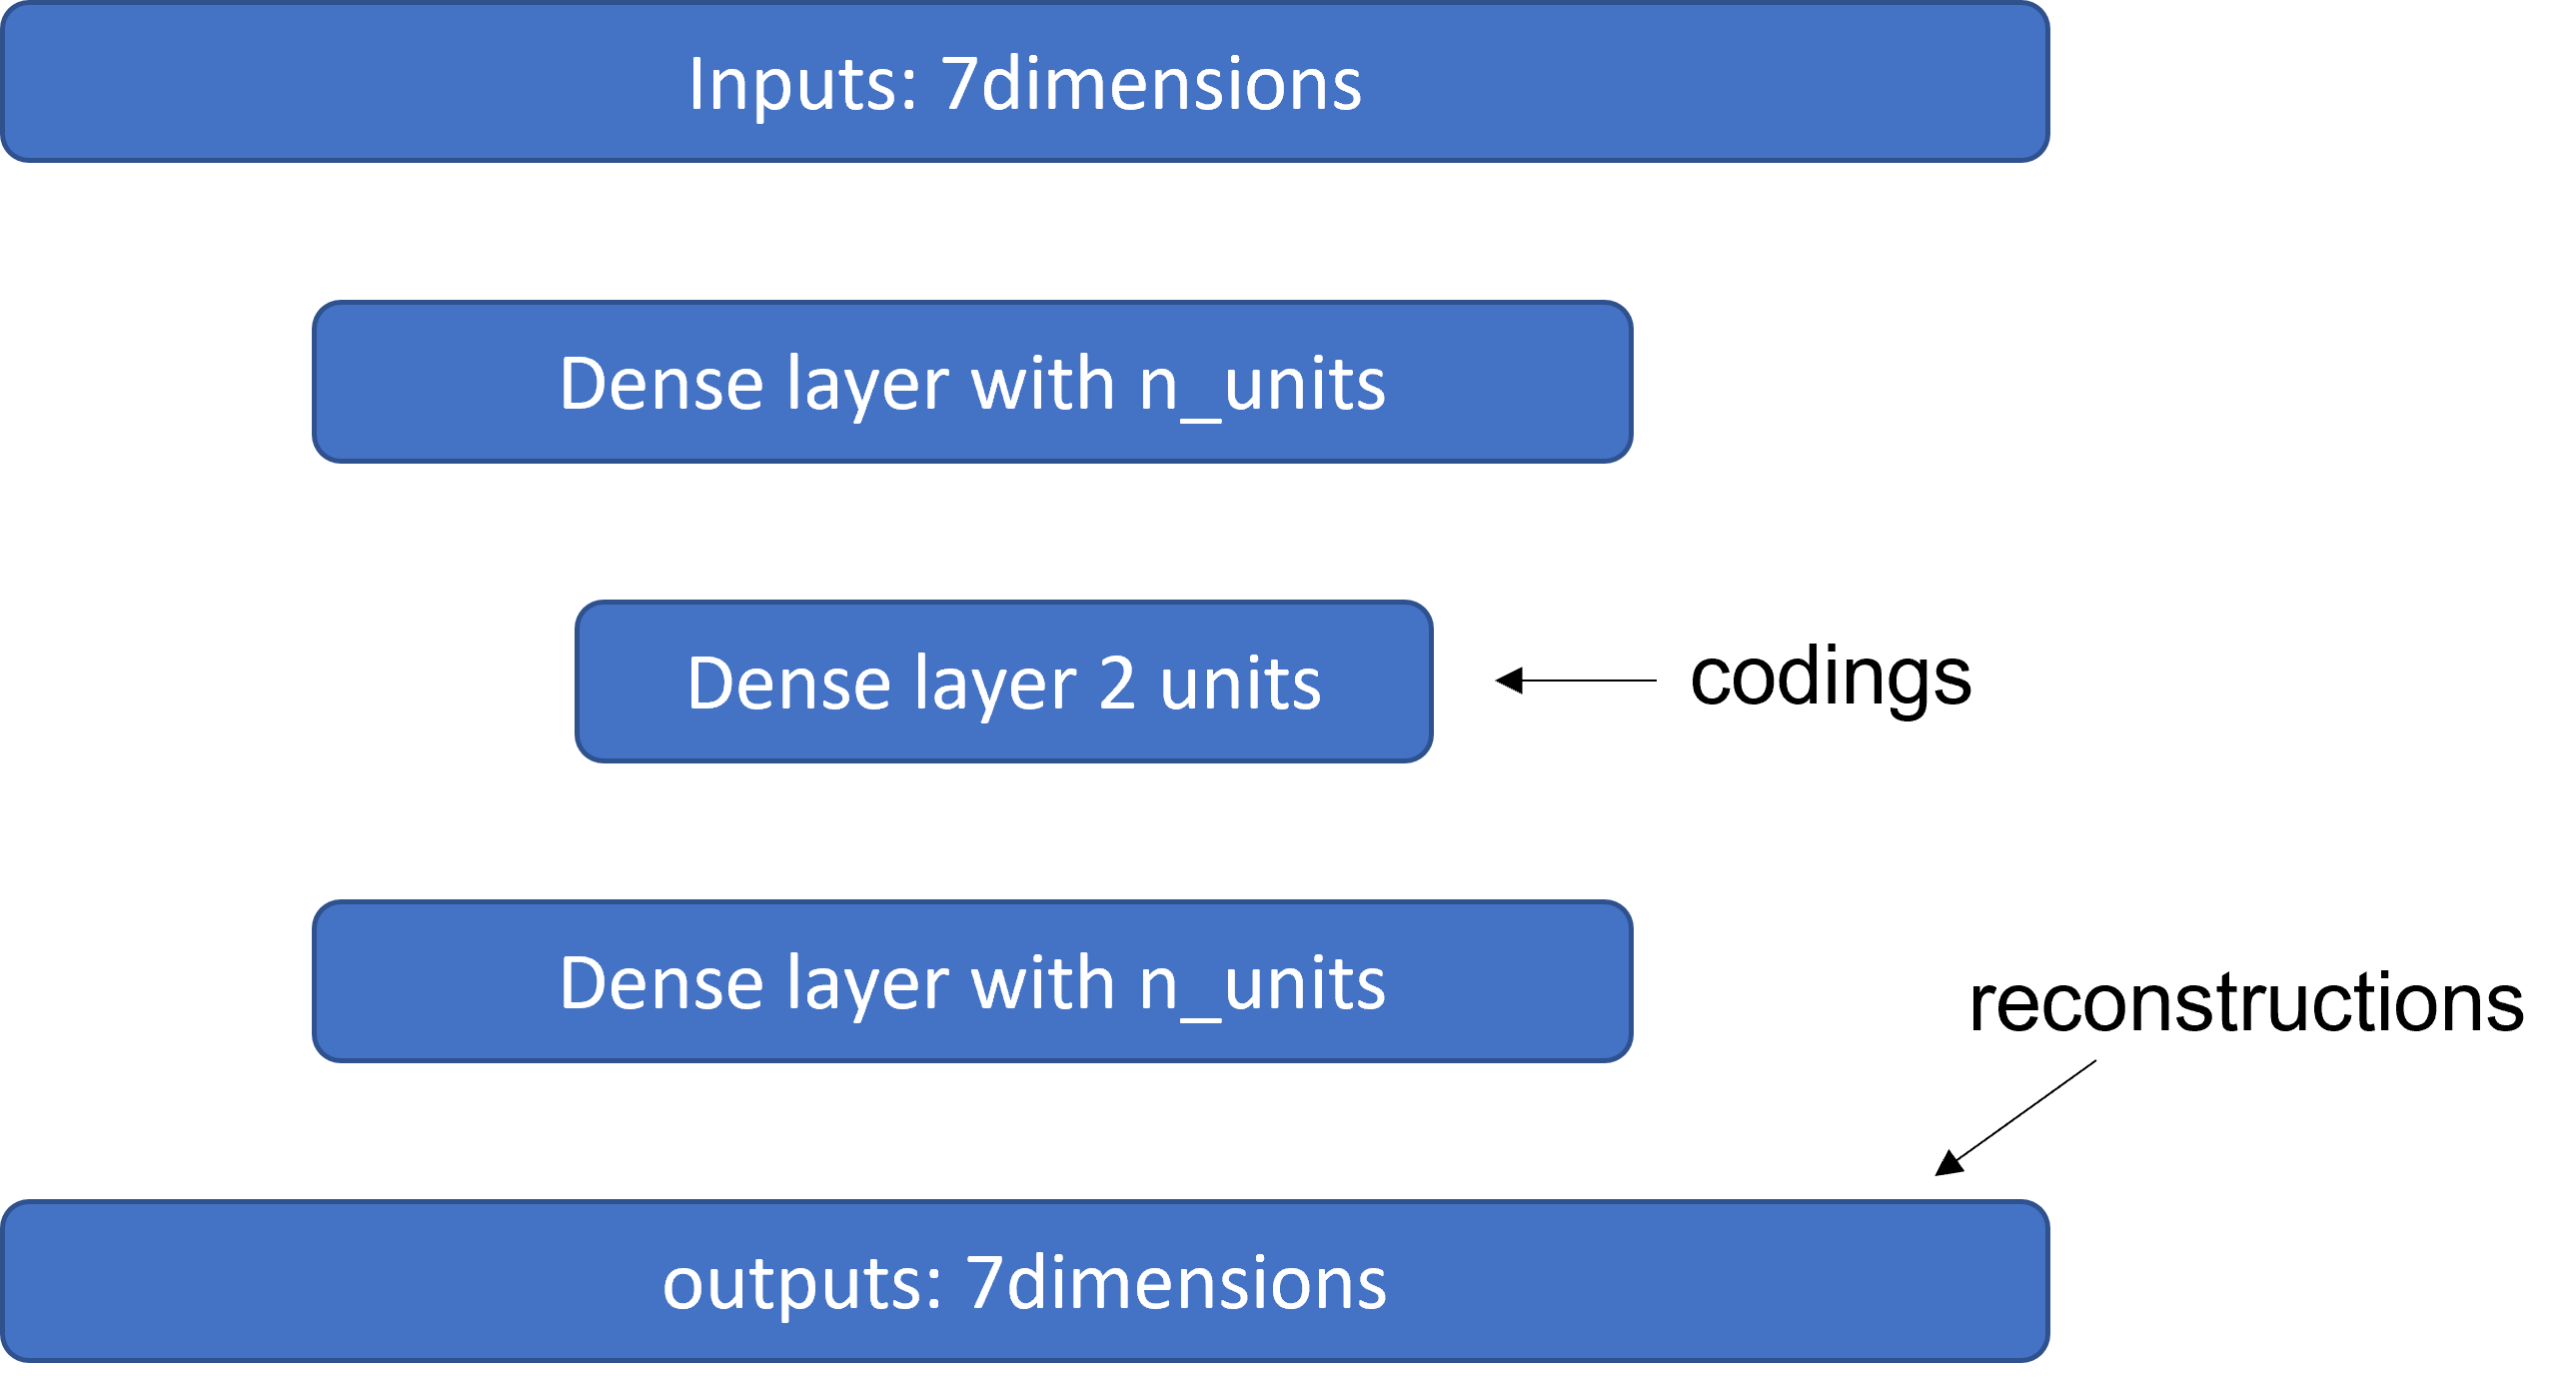 Inputs: 7dimensions
Dense layer with n_units
Dense layer 2 units
codings
Dense layer with n_units
reconstructions
outputs: 7dimensions